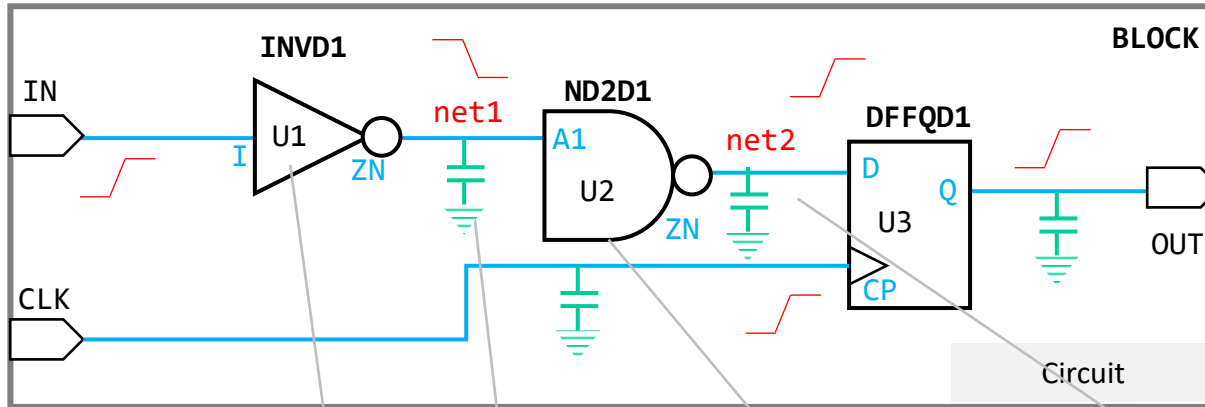 BLOCK
INVD1
IN
net1
ND2D1
DFFQD1
net2
I
U1
ZN
A1
U2
ZN
D
Q
U3
CP
OUT
CLK
Circuit